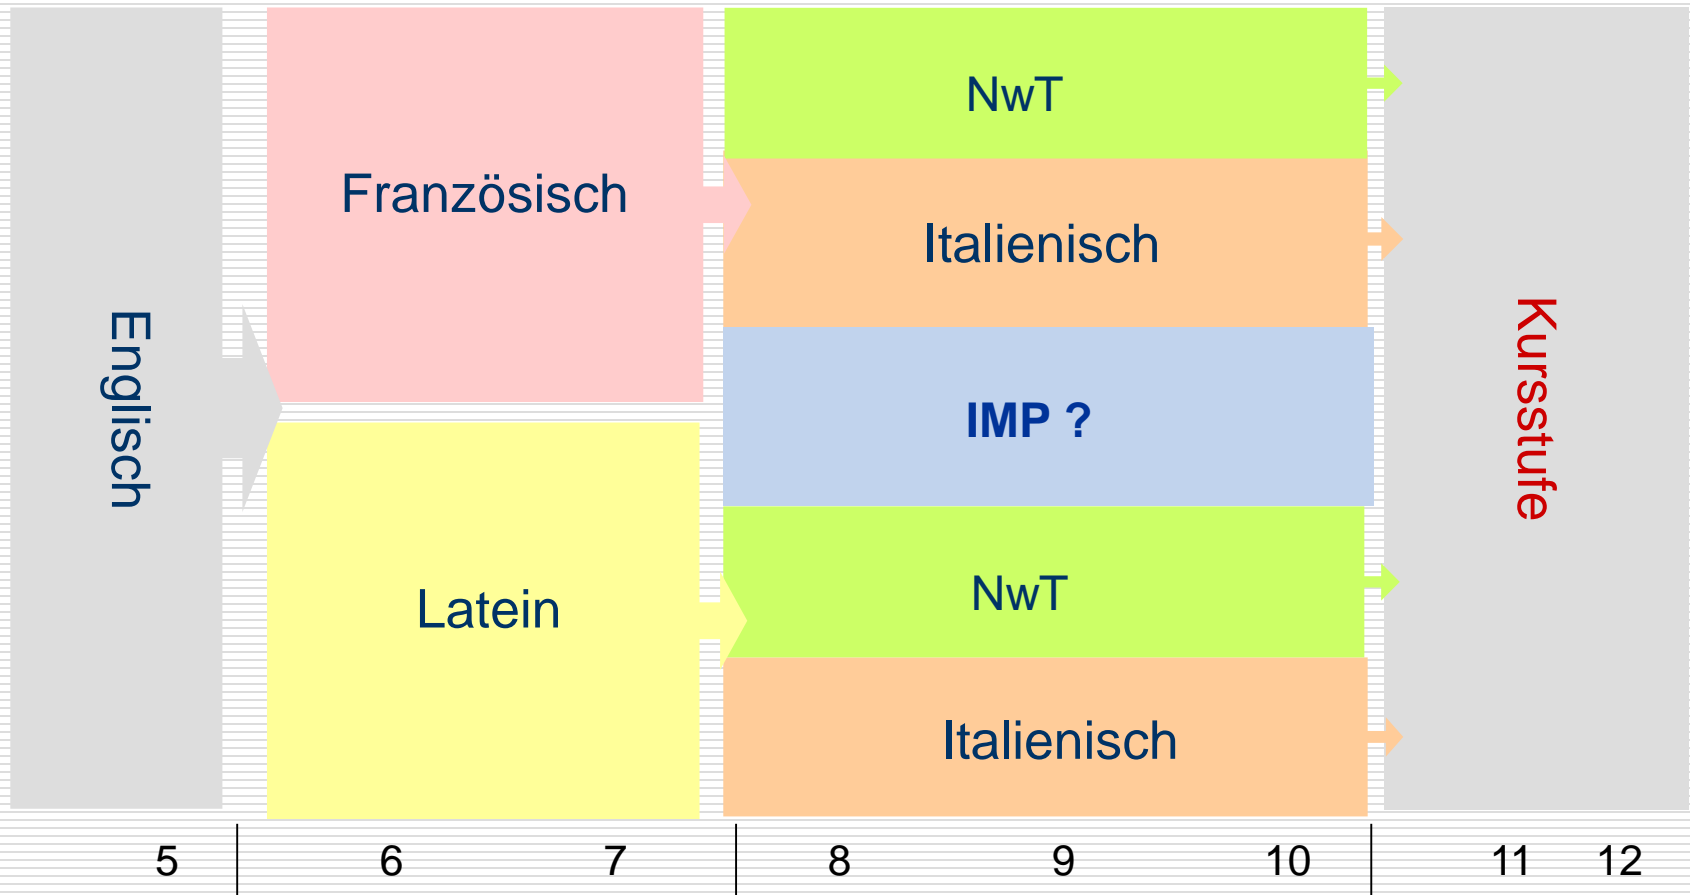 Englisch
Französisch
Latein
NwT
Italienisch
IMP ?
NwT
Italienisch
Kursstufe
5 6 7 8 9 10 11 12